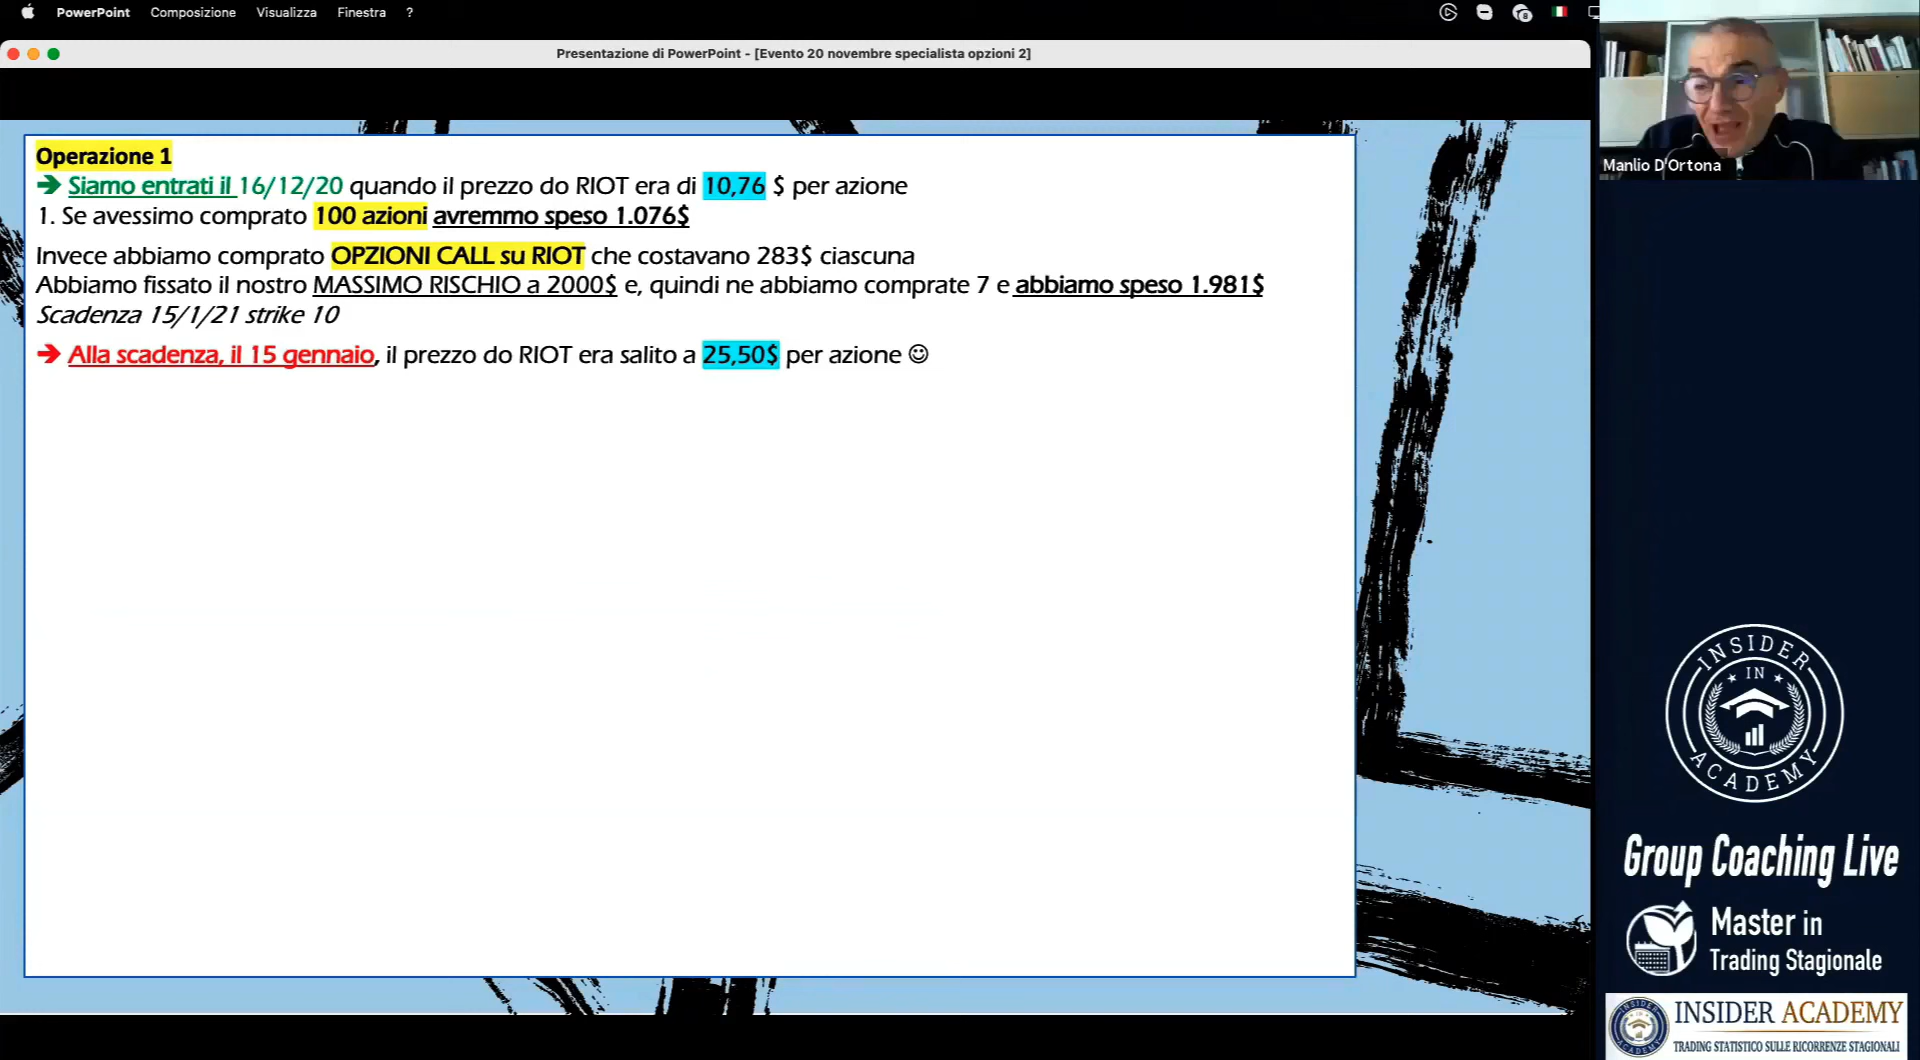 PowerPoint Composizione Visualizza Finestra ?
Presentazione di PowerPoint - [Evento 20 novembre specialista opzioni 2]
Operazione 1
➔ Siamo entrati il 16/12/20 quando il prezzo do RIOT era di 10,76 $ per azione
1. Se avessimo comprato 100 azioni avremmo speso 1.076$
Invece abbiamo comprato OPZIONI CALL su RIOT che costavano 283$ ciascuna
Abbiamo fissato il nostro MASSIMO RISCHIO a 2000$ e, quindi ne abbiamo comprate 7 e abbiamo speso 1.981$
Scadenza 15/1/21 strike 10
➔ Alla scadenza, il 15 gennaio, il prezzo do RIOT era salito a 25,50$ per azione ☺
Manlio D'Ortona
INSIDER
IN
ACADEMY
Group Coaching Live
Master in
Trading Stagionale
INSIDER ACADEMY
TRADING STATISTICO SULLE RICORRENZE STAGIONALI